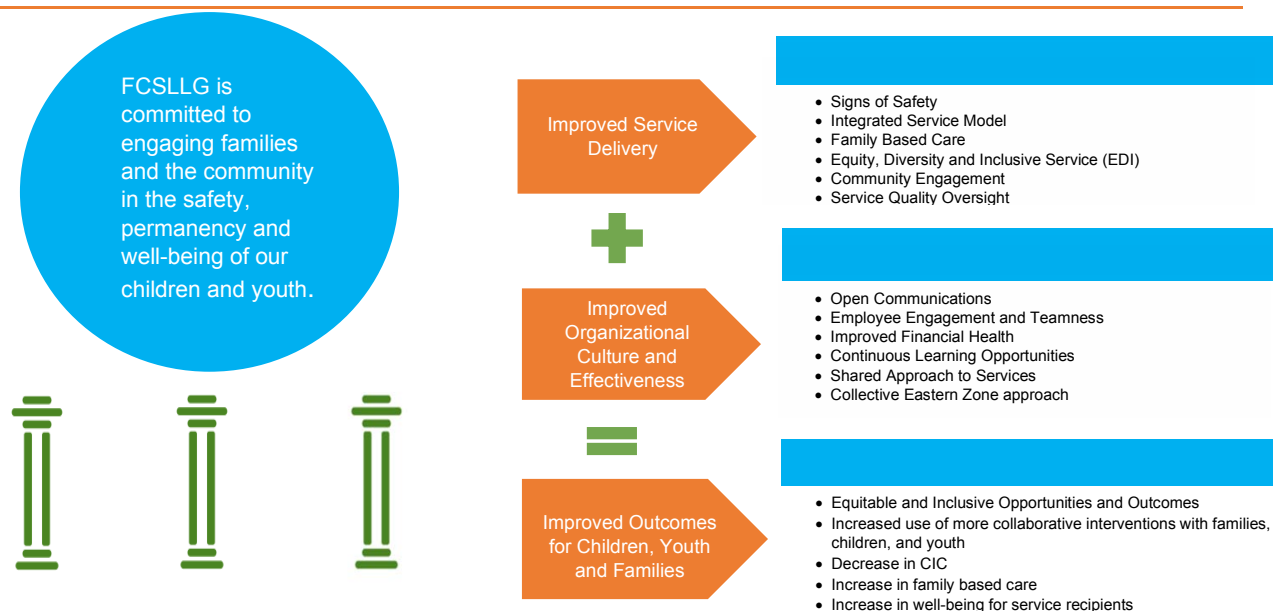 FCSLLG is
committed to
engaging families
and the community
in the safety,
permanency and
well-being of our
children and youth.
Improved Service
Delivery
• Signs of Safety
• Integrated Service Model
• Family Based Care
• Equity, Diversity and Inclusive Service (EDI)
• Community Engagement
• Service Quality Oversight
Improved
Organizational
Culture and
Effectiveness
• Open Communications
• Employee Engagement and Teamness
• Improved Financial Health
• Continuous Learning Opportunities
• Shared Approach to Services
• Collective Eastern Zone approach
Improved Outcomes
for Children, Youth
and Families
• Equitable and Inclusive Opportunities and Outcomes
• Increased use of more collaborative interventions with families,
children, and youth
• Decrease in CIC
• Increase in family based care
• Increase in well-being for service recipients